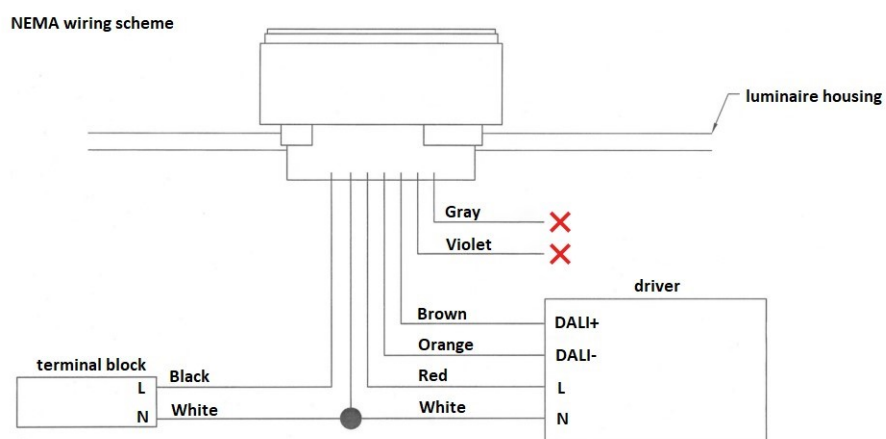 NEMA wiring scheme
luminaire housing
Gray
Violet
driver
Brown
DALI+
Orange
DALI-
terminal block
L
Black
Red
L
N
White
White
N